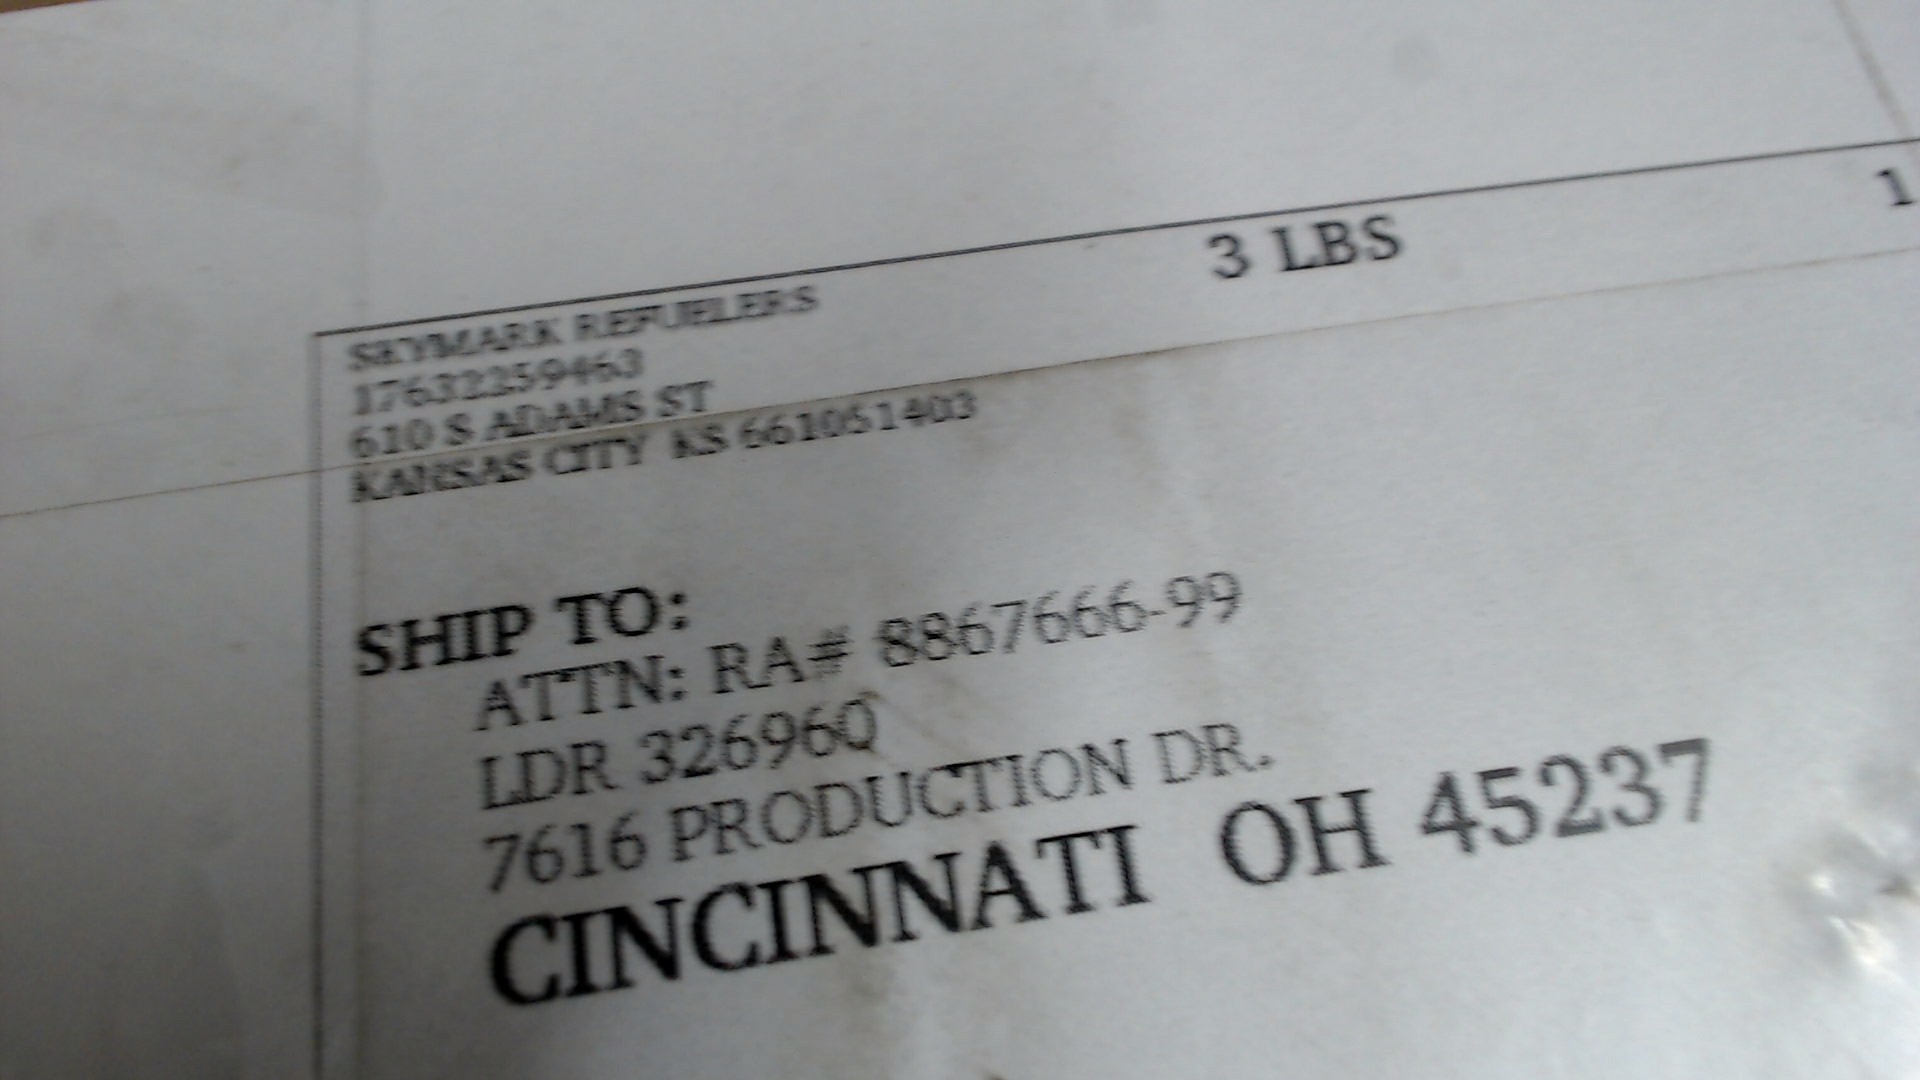 3 LBS 1
SKYMARK REFUELERS
17632259463
610 S ADAMS ST
KANSAS CITY KS 661051403
SHIP TO:
ATTN: RA# 8867666-99
LDR 326960
7616 PRODUCTION DR.
CINCINNATI OH 45237